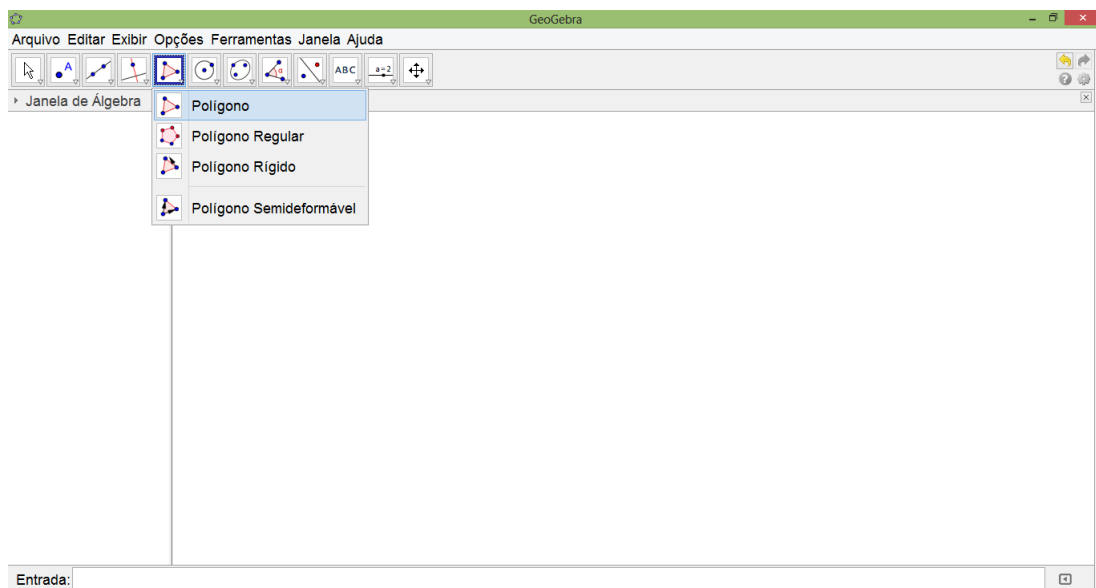 GeoGebra
Arquivo Editar Exibir Opções Ferramentas Janela Ajuda
A α ABC a=2
Janela de Álgebra
Polígono
Polígono Regular
Polígono Rígido
Polígono Semideformável
Entrada: